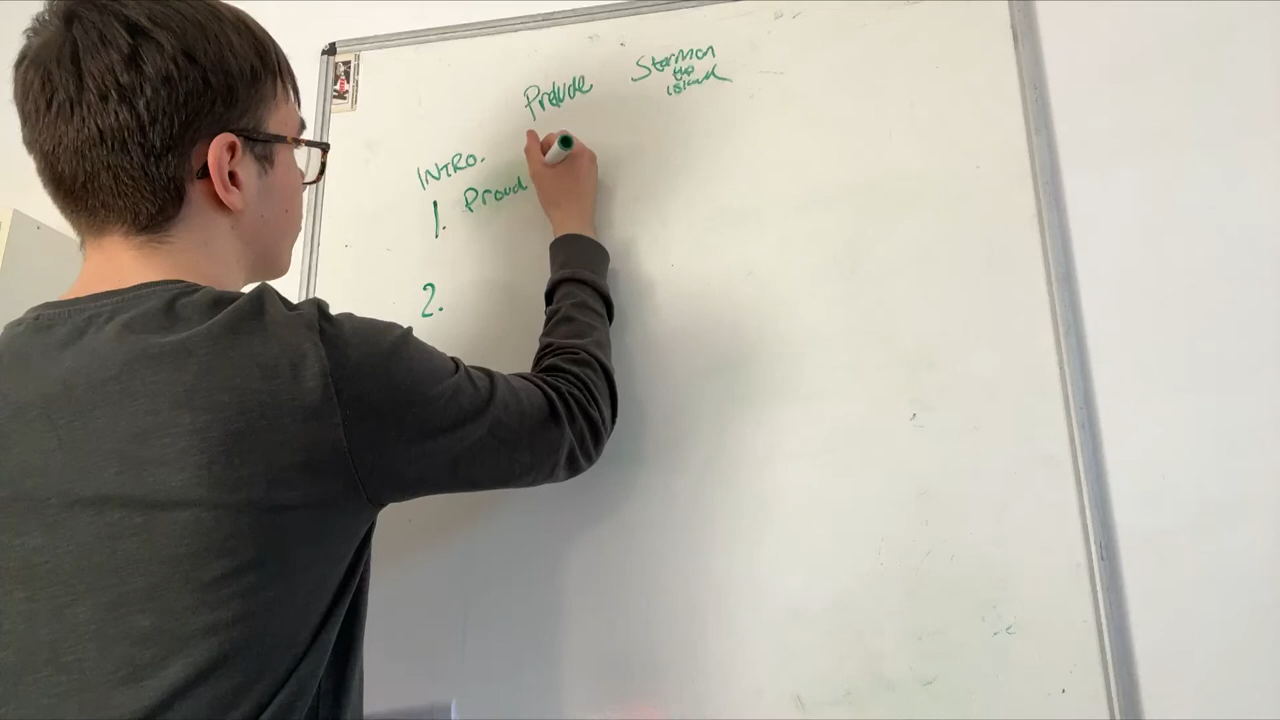 Prelude Storm on
the
island
INTRO.
1. Proud
2.